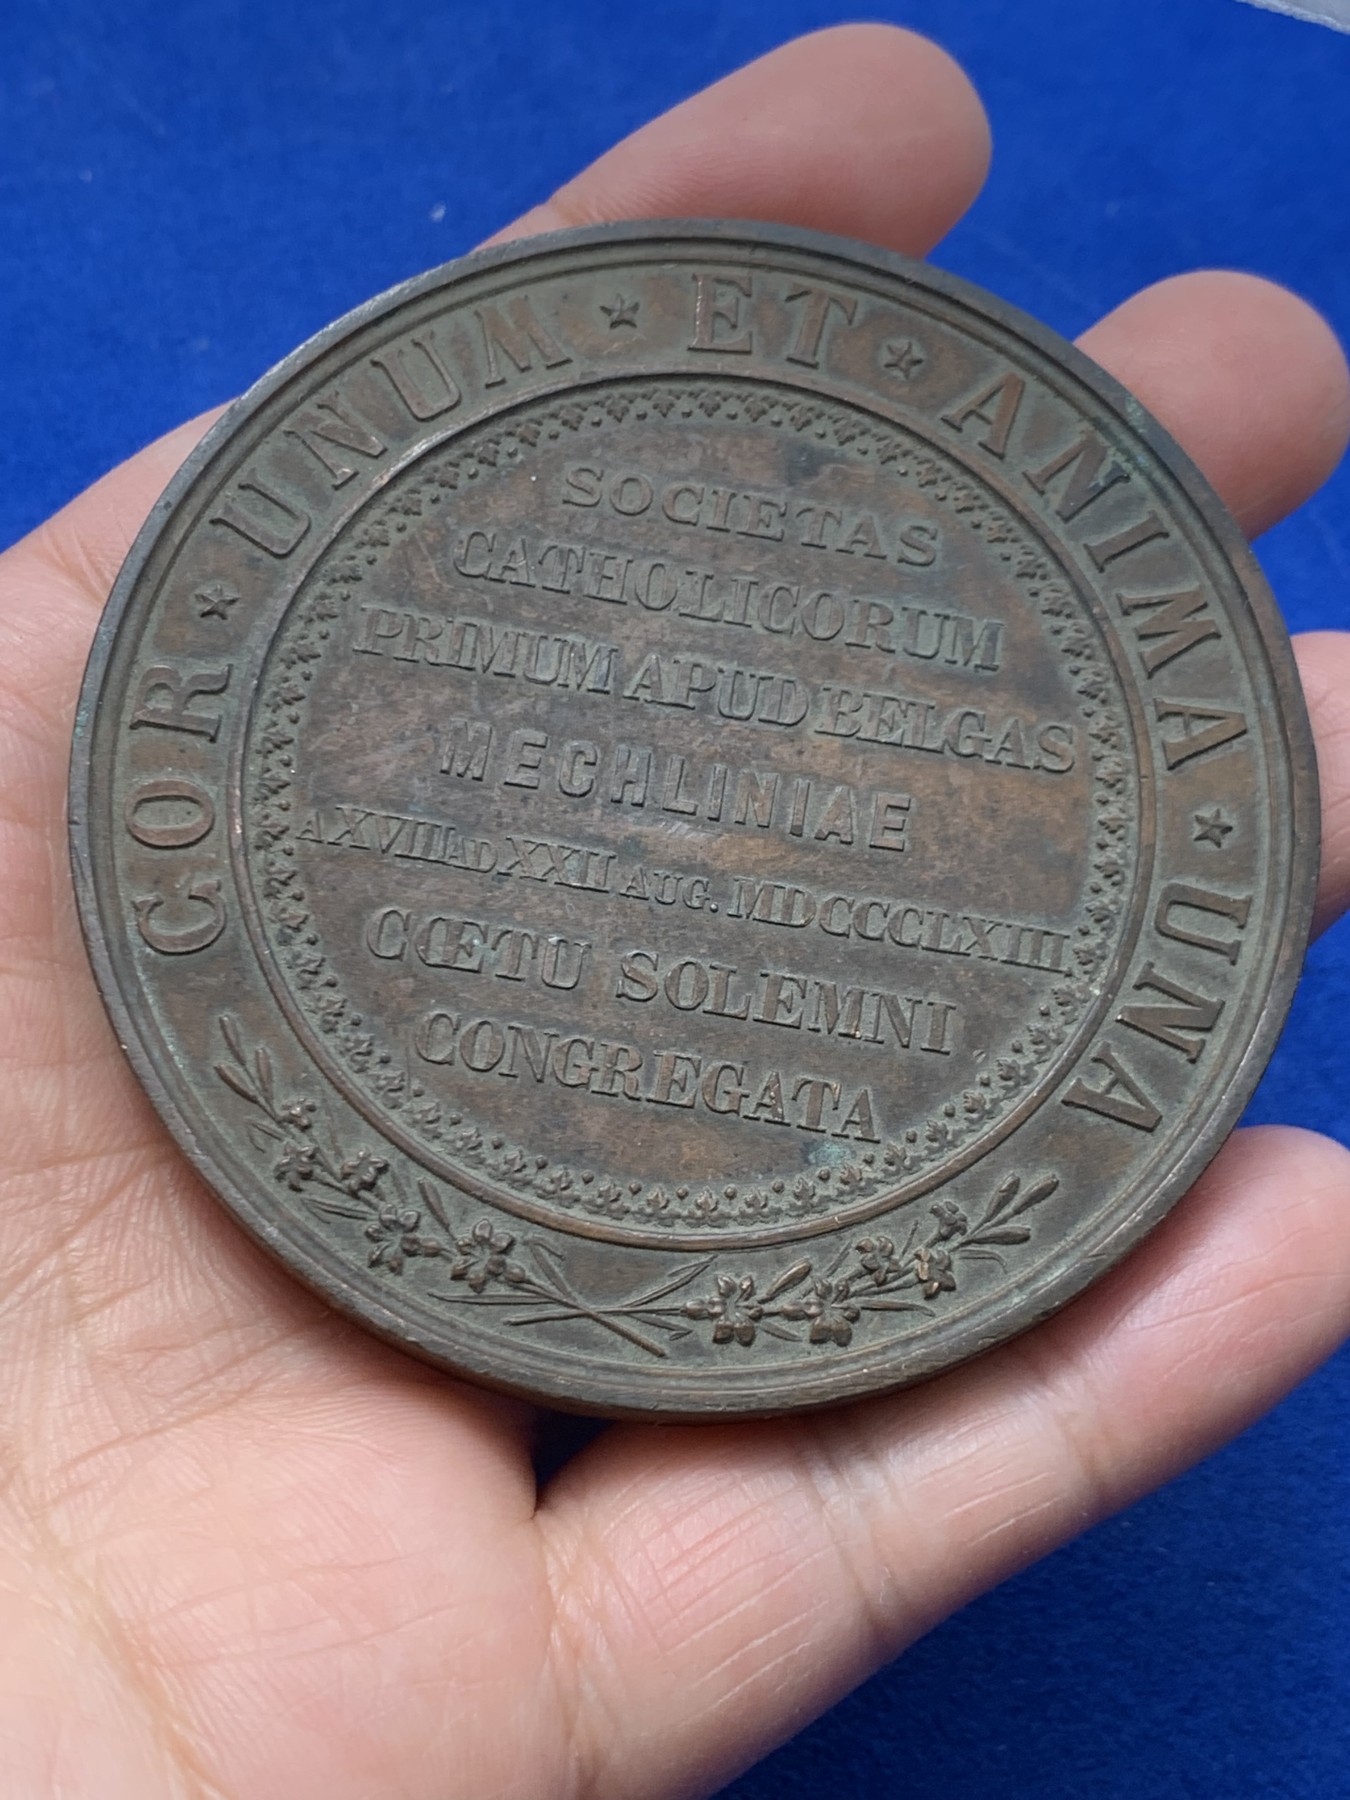 COR ★ UNUM ★ ET ★ ANIMA ★ UNA
SOCIETAS
CATHOLICORUM
PRIMUM APUD BELGAS
MECHLINIAE
A XVIII AD XXII AUG. MDCCCLXIII
CŒTU SOLEMNI
CONGREGATA